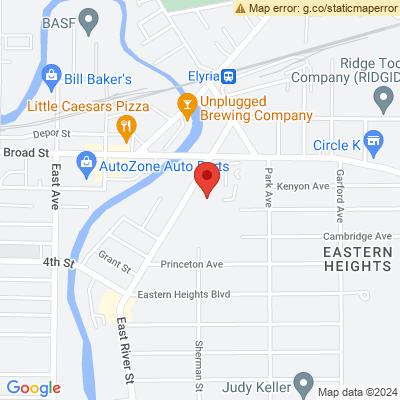 Map error: g.co/staticmaperror
BASF
Bill Baker's
Elyria
Ridge Too
Company (RIDGID
Little Caesars Pizza
Unplugged
Brewing Company
Depor St
Circle K
Broad St
AutoZone Auto Parts
East Ave
Park Ave
Kenyon Ave
Garford Ave
Cambridge Ave
EASTERN
HEIGHTS
4th St
Grant St
Princeton Ave
Eastern Heights Blvd
East River St
Sherman St
Judy Keller
Google
Map data ©2024